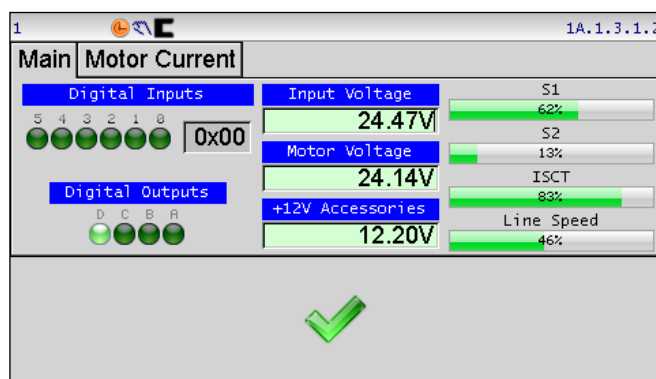 1
1A.1.3.1.2
Main
Motor Current
Digital Inputs
5 4 3 2 1 0
0x00
Digital Outputs
D C B A
Input Voltage
24.47V
Motor Voltage
24.14V
+12V Accessories
12.20V
S1
62%
S2
13%
ISCT
83%
Line Speed
46%